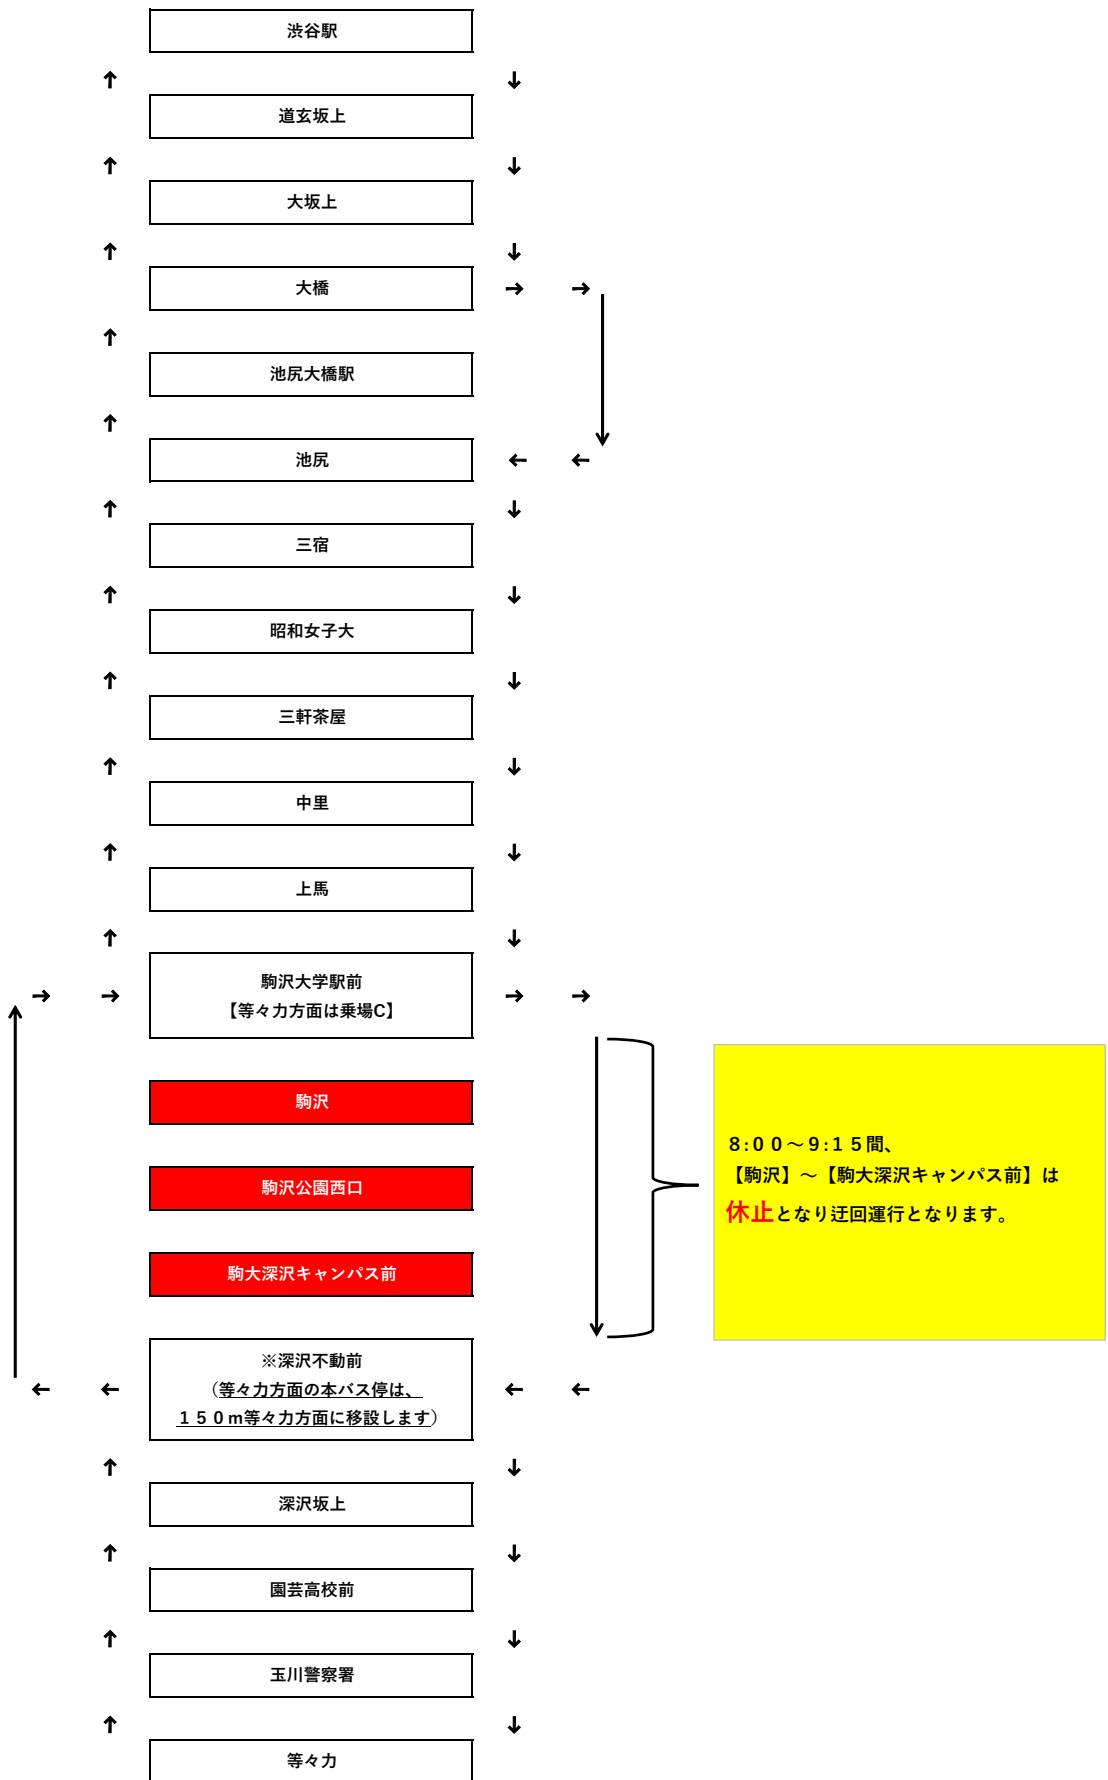 渋谷駅
↑ ↓
道玄坂上
↑ ↓
大坂上
↑ ↓
大橋 → →
↑
池尻大橋駅
↑
池尻 ← ←
↑ ↓
三宿
↑ ↓
昭和女子大
↑ ↓
三軒茶屋
↑ ↓
中里
↑ ↓
上馬
↑ ↓
駒沢大学駅前
→ → 【等々力方面は乗場C】 → →
駒沢
駒沢公園西口
駒大深沢キャンパス前
8:00～9:15間、
【駒沢】～【駒大深沢キャンパス前】は
休止となり迂回運行となります。
※深沢不動前
← ← （等々力方面の本バス停は、 ← ←
１５０m等々力方面に移設します）
↑ ↓
深沢坂上
↑ ↓
園芸高校前
↑ ↓
玉川警察署
↑ ↓
等々力